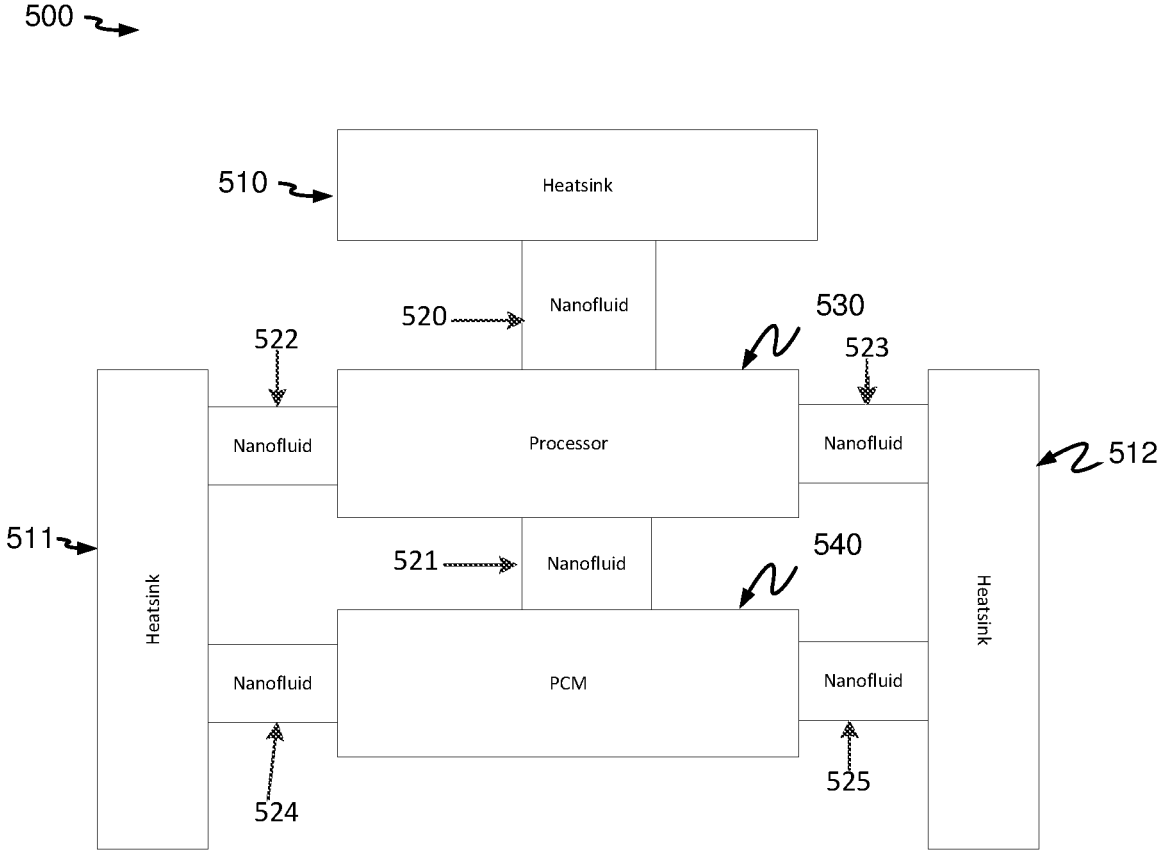 500
510
Heatsink
520
Nanofluid
530
522
523
Nanofluid
Processor
Nanofluid
512
511
521
Nanofluid
540
Heatsink
Heatsink
Nanofluid
PCM
Nanofluid
524
525